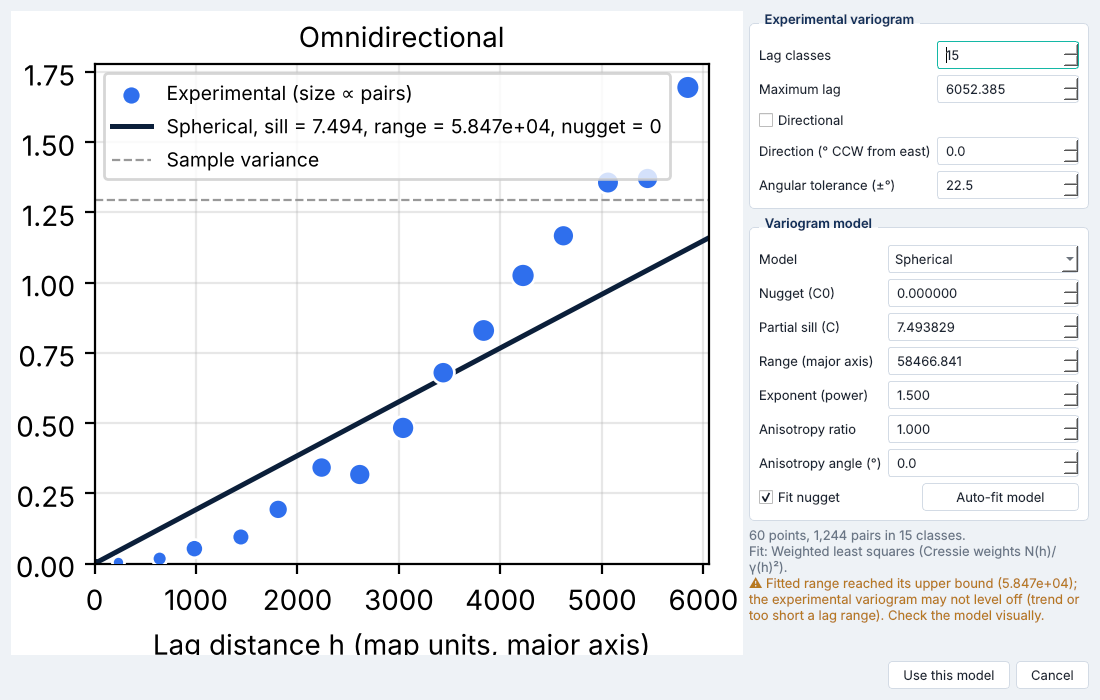 Omnidirectional
1.75
1.50
1.25
1.00
0.75
0.50
0.25
0.00
Experimental (size ∝ pairs)
Spherical, sill = 7.494, range = 5.847e+04, nugget = 0
Sample variance
0 1000 2000 3000 4000 5000 6000
Lag distance h (map units, major axis)
Experimental variogram
Lag classes 15
Maximum lag 6052.385
Directional
Direction (° CCW from east) 0.0
Angular tolerance (±°) 22.5
Variogram model
Model Spherical
Nugget (C0) 0.000000
Partial sill (C) 7.493829
Range (major axis) 58466.841
Exponent (power) 1.500
Anisotropy ratio 1.000
Anisotropy angle (°) 0.0
Fit nugget Auto-fit model
60 points, 1,244 pairs in 15 classes.
Fit: Weighted least squares (Cressie weights N(h)/
γ(h)²).
⚠ Fitted range reached its upper bound (5.847e+04);
the experimental variogram may not level off (trend or
too short a lag range). Check the model visually.
Use this model Cancel